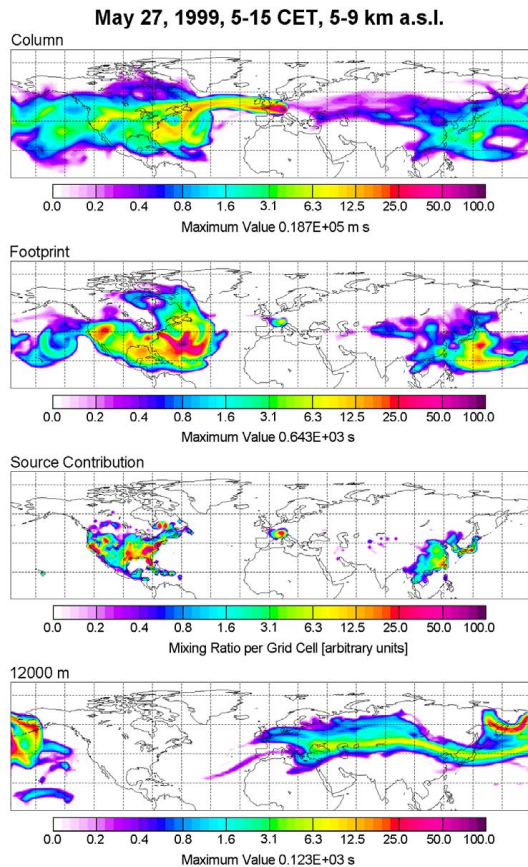 May 27, 1999, 5-15 CET, 5-9 km a.s.l.
Column
0.0 0.2 0.4 0.8 1.6 3.1 6.3 12.5 25.0 50.0 100.0
Maximum Value 0.187E+05 m s
Footprint
0.0 0.2 0.4 0.8 1.6 3.1 6.3 12.5 25.0 50.0 100.0
Maximum Value 0.643E+03 s
Source Contribution
0.0 0.2 0.4 0.8 1.6 3.1 6.3 12.5 25.0 50.0 100.0
Mixing Ratio per Grid Cell [arbitrary units]
12000 m
0.0 0.2 0.4 0.8 1.6 3.1 6.3 12.5 25.0 50.0 100.0
Maximum Value 0.123E+03 s